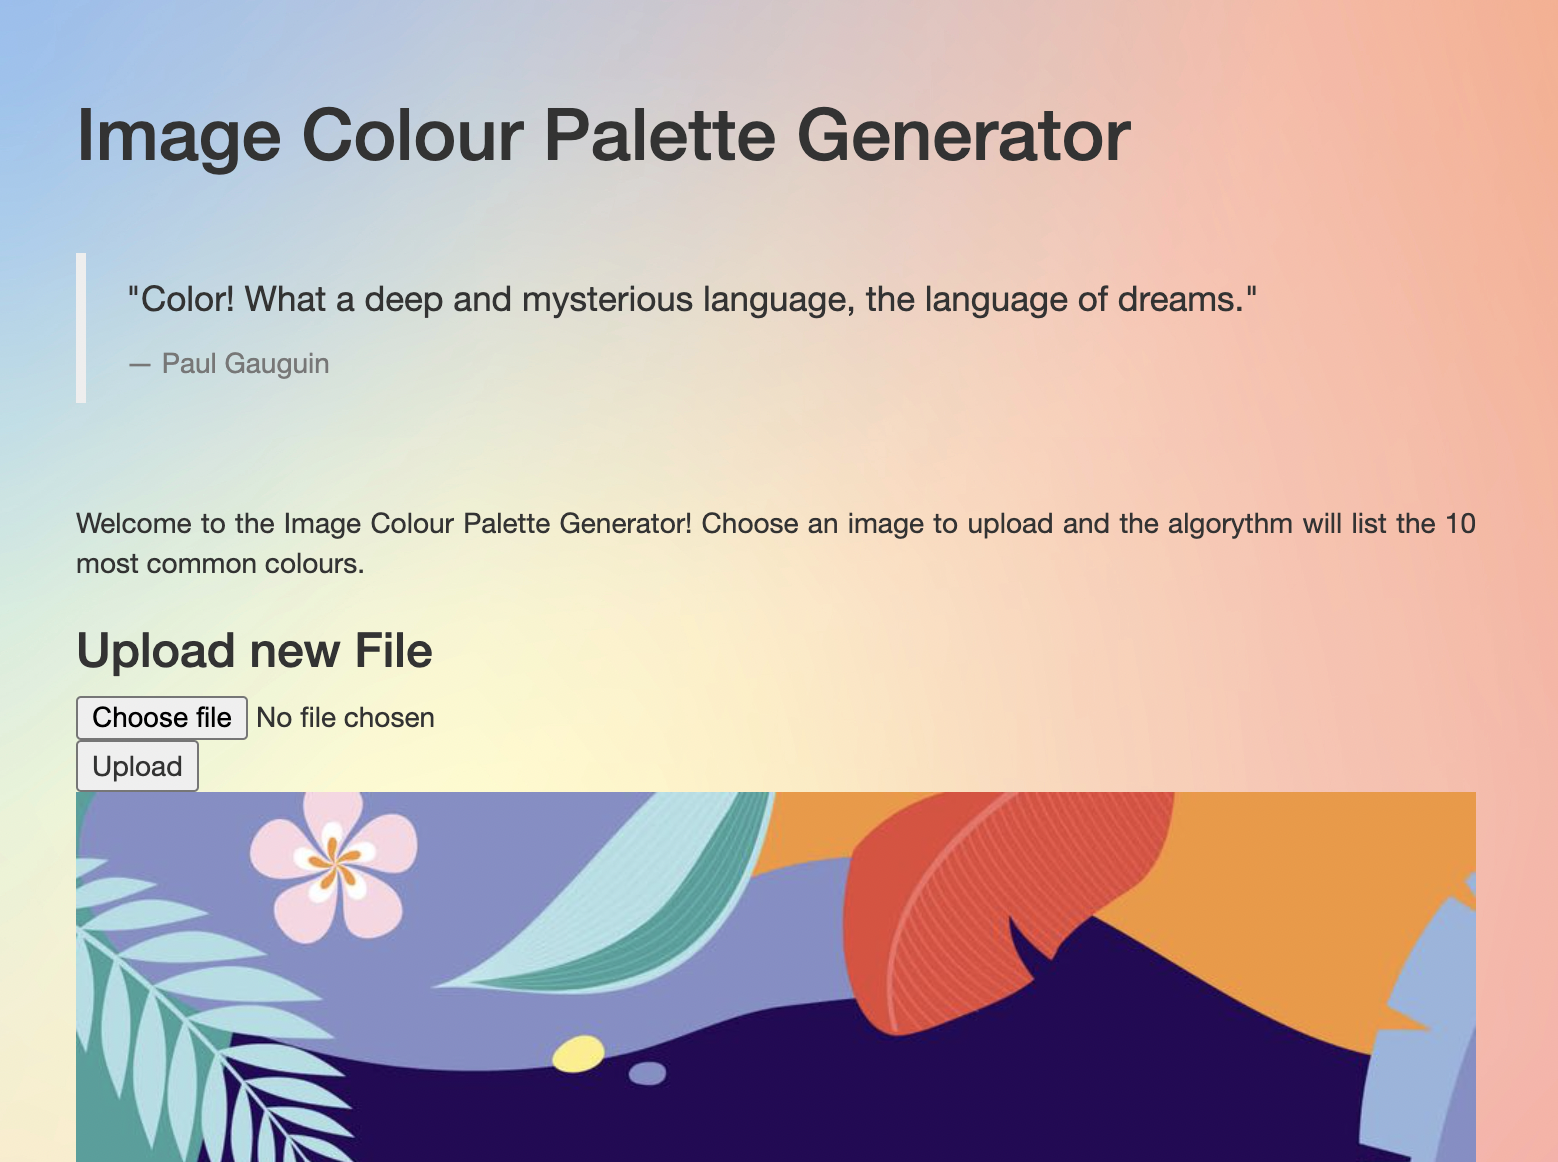 Image Colour Palette Generator
"Color! What a deep and mysterious language, the language of dreams."
— Paul Gauguin
Welcome to the Image Colour Palette Generator! Choose an image to upload and the algorythm will list the 10
most common colours.
Upload new File
Choose file No file chosen
Upload